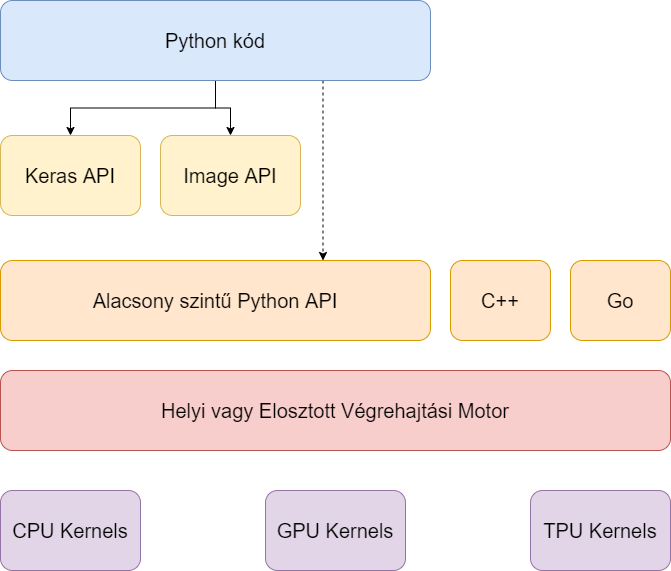 Python kód
Keras API
Image API
Alacsony szintű Python API
C++
Go
Helyi vagy Elosztott Végrehajtási Motor
CPU Kernels
GPU Kernels
TPU Kernels